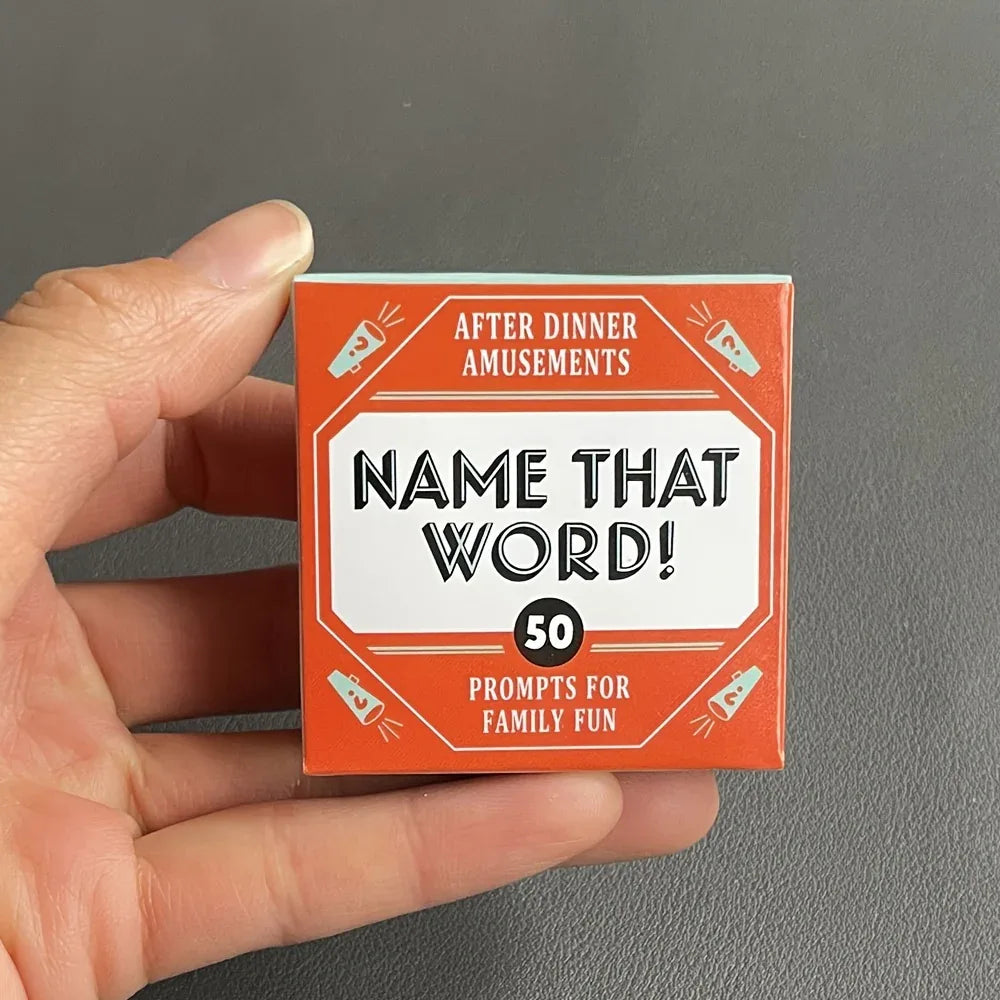 AFTER DINNER
AMUSEMENTS
NAME THAT
WORD!
50
PROMPTS FOR
FAMILY FUN